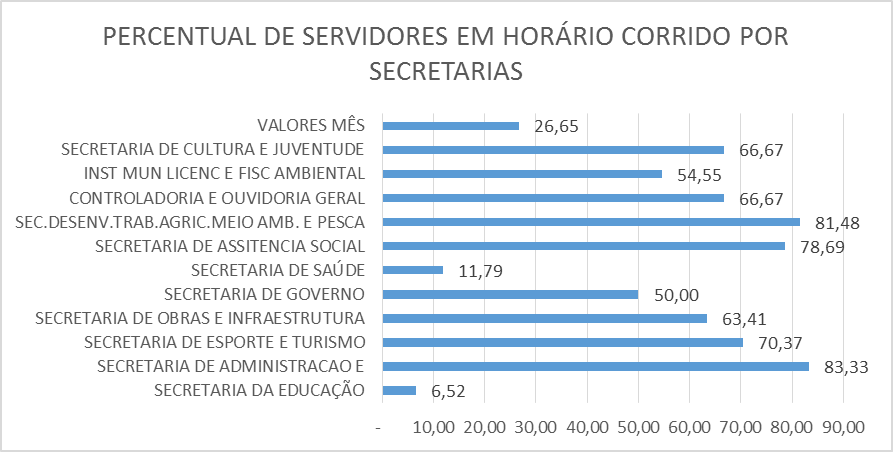 PERCENTUAL DE SERVIDORES EM HORÁRIO CORRIDO POR
SECRETARIAS
VALORES MÊS 26,65
SECRETARIA DE CULTURA E JUVENTUDE 66,67
INST MUN LICENC E FISC AMBIENTAL 54,55
CONTROLADORIA E OUVIDORIA GERAL 66,67
SEC.DESENV.TRAB.AGRIC.MEIO AMB. E PESCA 81,48
SECRETARIA DE ASSITENCIA SOCIAL 78,69
SECRETARIA DE SAÚDE 11,79
SECRETARIA DE GOVERNO 50,00
SECRETARIA DE OBRAS E INFRAESTRUTURA 63,41
SECRETARIA DE ESPORTE E TURISMO 70,37
SECRETARIA DE ADMINISTRACAO E 83,33
SECRETARIA DA EDUCAÇÃO 6,52
- 10,00 20,00 30,00 40,00 50,00 60,00 70,00 80,00 90,00